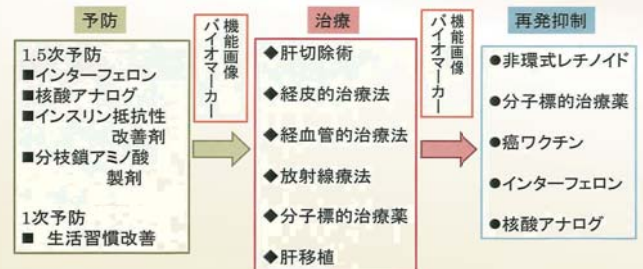 予防
1.5次予防
■インターフェロン
■核酸アナログ
■インスリン抵抗性
改善剤
■分枝鎖アミノ酸
製剤
1次予防
■ 生活習慣改善
機能画像
バイオマーカー
治療
◆肝切除術
◆経皮的治療法
◆経血管的治療法
◆放射線療法
◆分子標的治療薬
◆肝移植
機能画像
バイオマーカー
再発抑制
●非環式レチノイド
●分子標的治療薬
●癌ワクチン
●インターフェロン
●核酸アナログ